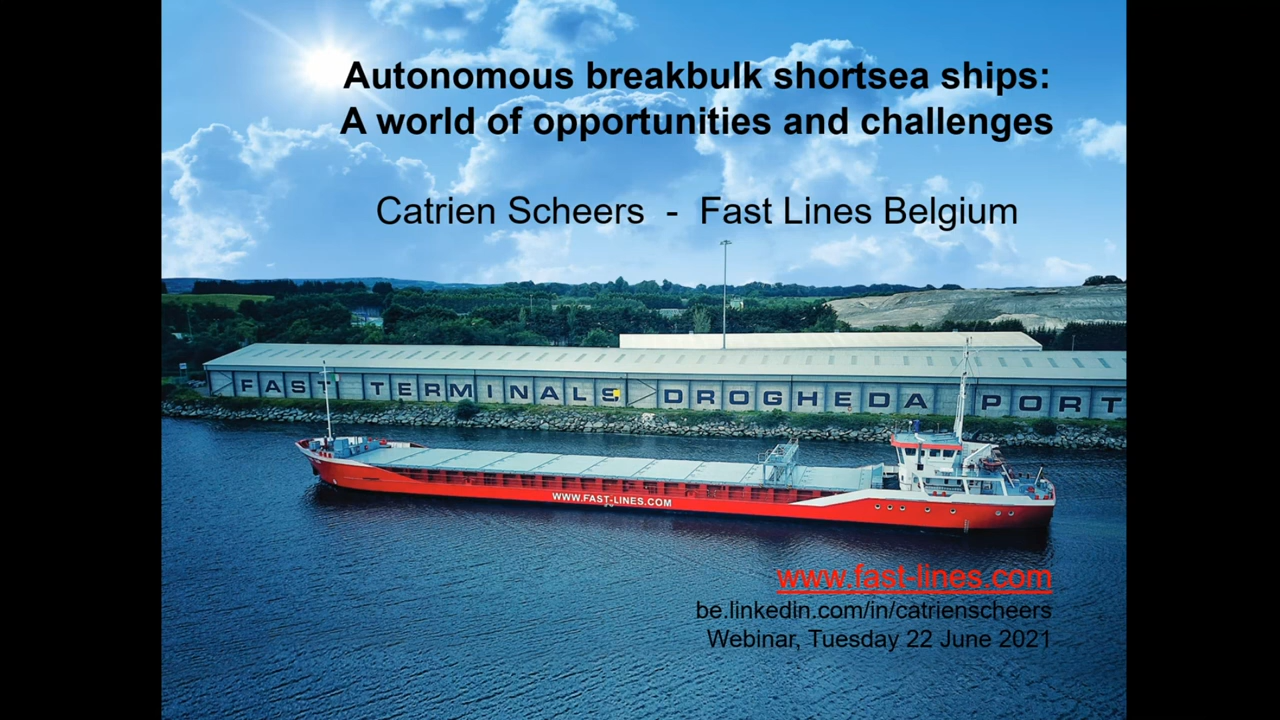 Autonomous breakbulk shortsea ships:
A world of opportunities and challenges
Catrien Scheers - Fast Lines Belgium
FAST TERMINALS DROGHEDA PORT
WWW.FAST-LINES.COM
www.fast-lines.com
be.linkedin.com/in/catrienscheers
Webinar, Tuesday 22 June 2021